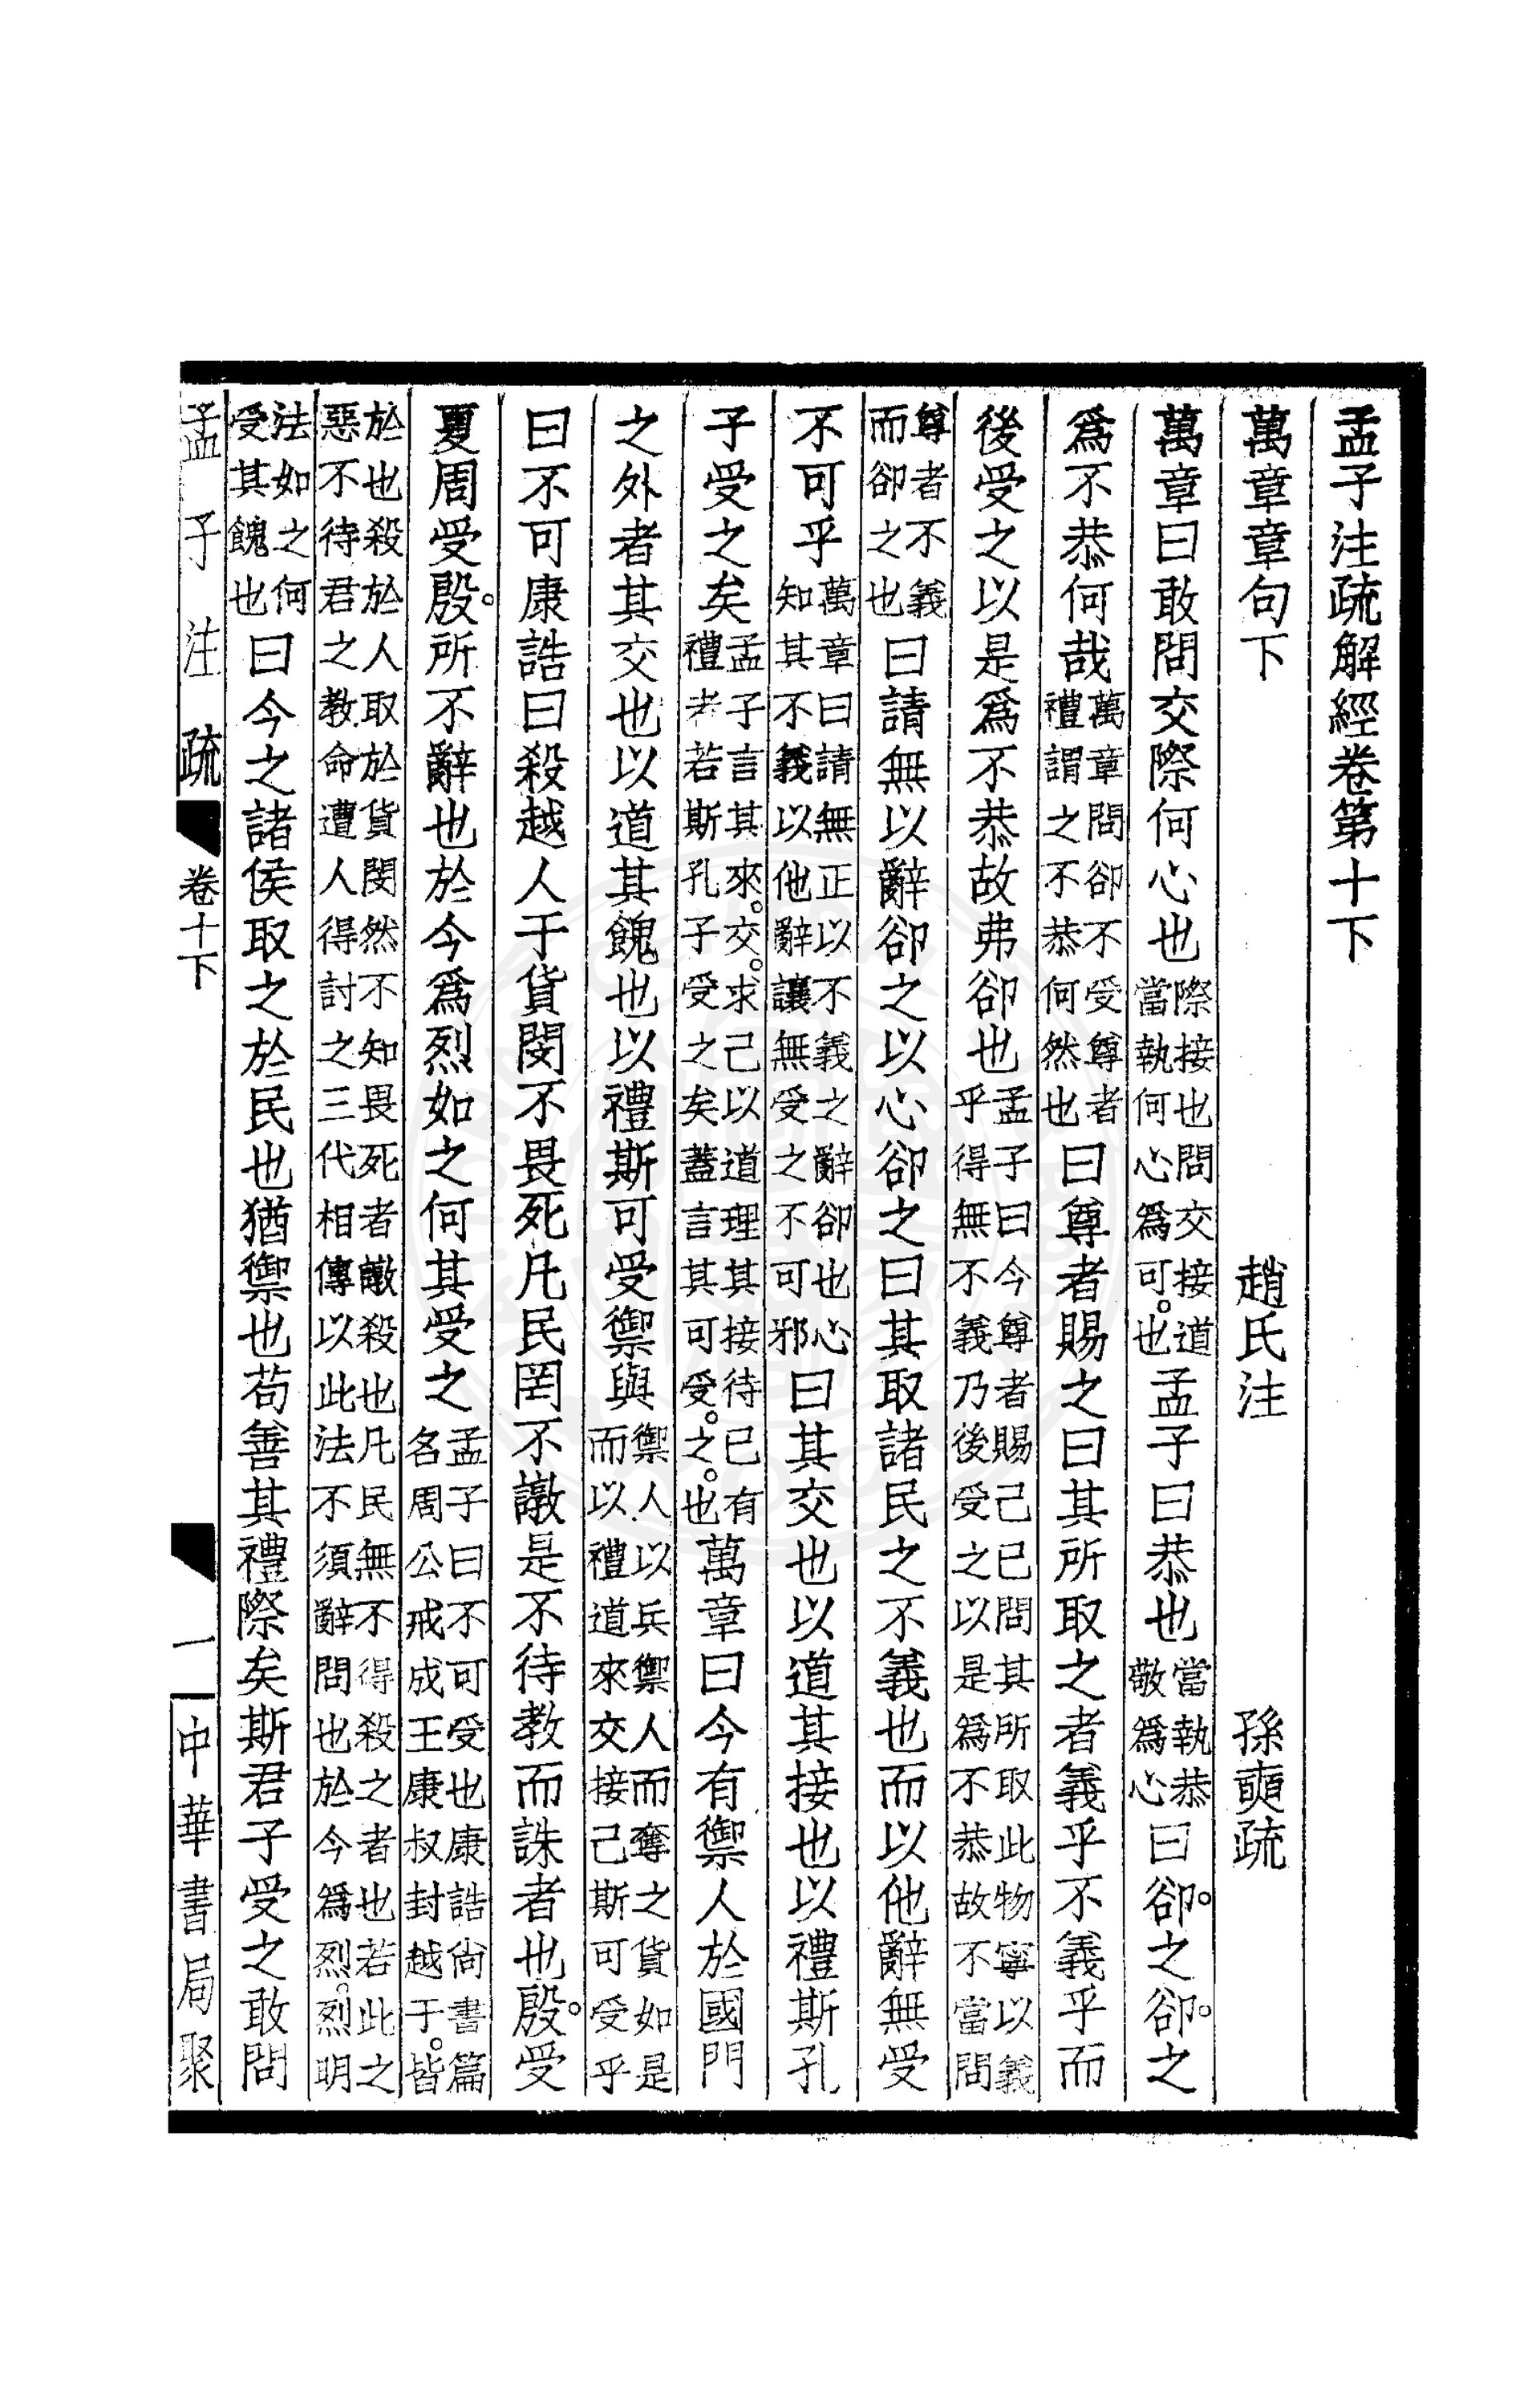 孟子注疏解經卷第十下
萬章章句下　趙氏注　孫奭疏
萬章曰敢問交際何心也際接也問交接道當執何心爲可。也孟子曰恭也當執恭敬爲心曰卻。之卻。之
爲不恭何哉萬章問卻不受尊者禮謂之不恭何然也曰尊者賜之曰其所取之者義乎不義乎而
後受之以是爲不恭故弗卻也孟子曰今尊者賜己已問其所取此物寧以義乎得無不義乃後受之以是爲不恭故不當問
尊者不義而卻之也曰請無以辭卻之以心卻之曰其取諸民之不義也而以他辭無受
不可乎萬章曰請無正以不義之辭卻也心知其不義以他辭讓無受之不可邪曰其交也以道其接也以禮斯孔
子受之矣孟子言其來。交。求己以道理其接待已有禮者若斯孔子受之矣蓋言其可受。之。也萬章曰今有禦人於國門
之外者其交也以道其餽也以禮斯可受禦與禦人以兵禦人而奪之貨如是而以禮道來交接己斯可受乎
曰不可康誥曰殺越人于貨閔不畏死凡民罔不譈是不待教而誅者也殷。受
夏周受殷。所不辭也於今爲烈如之何其受之孟子曰不可受也康誥尙書篇名周公戒成王康叔封越于。皆
於也殺於人取於貨閔然不知畏死者譈殺也凡民無不得殺之者也若此之惡不待君之教命遭人得討之三代相傳以此法不須辭問也於今爲烈。烈明
法如之何受其餽也曰今之諸侯取之於民也猶禦也苟善其禮際矣斯君子受之敢問
孟子注疏　卷十下　一　中華書局聚